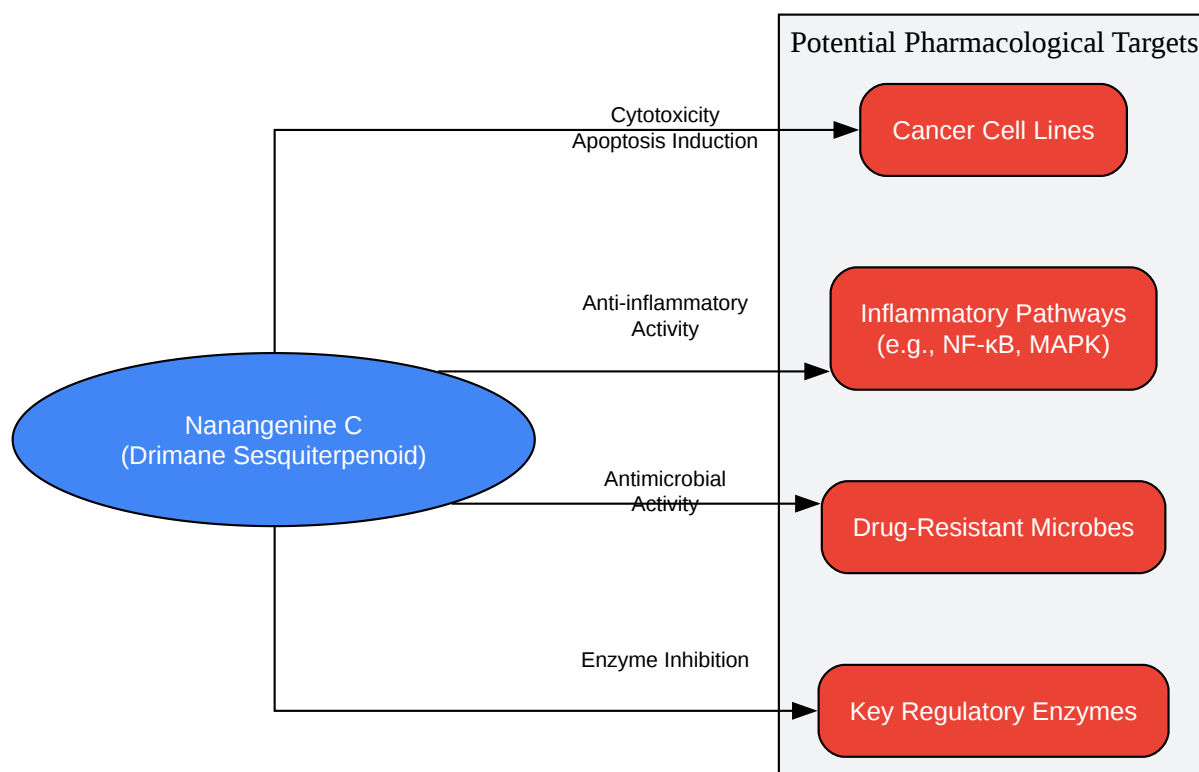 Potential Pharmacological Targets
Cytotoxicity
Apoptosis Induction
Cancer Cell Lines
Anti-inflammatory
Activity
Inflammatory Pathways
(e.g., NF-κB, MAPK)
Nanangenine C
(Drimane Sesquiterpenoid)
Antimicrobial
Activity
Drug-Resistant Microbes
Enzyme Inhibition
Key Regulatory Enzymes